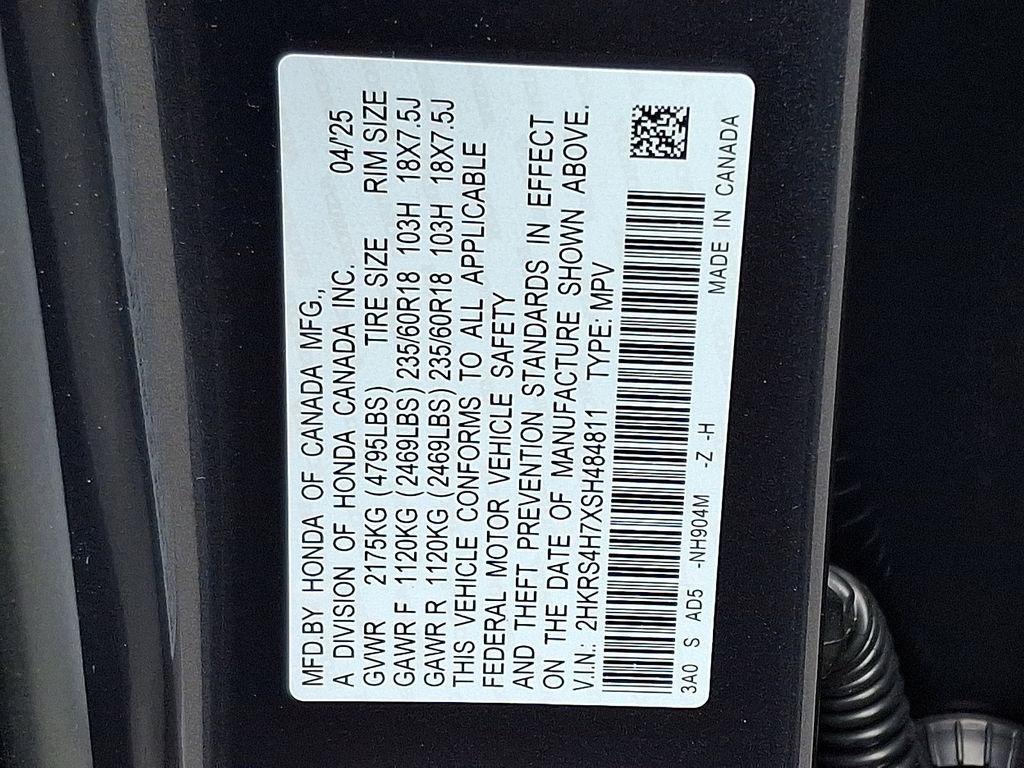 MFD.BY HONDA OF CANADA MFG.,
A DIVISION OF HONDA CANADA INC. 04/'25
GVWR 2175KG (4795LBS) TIRE SIZE RIM SIZE
GAWR F 1120KG (2469LBS) 235/60R18 103H 18X7.5J
GAWR R 1120KG (2469LBS) 235/60R18 103H 18X7.5J
THIS VEHICLE CONFORMS TO ALL APPLICABLE
FEDERAL MOTOR VEHICLE SAFETY
AND THEFT PREVENTION STANDARDS IN EFFECT
ON THE DATE OF MANUFACTURE SHOWN ABOVE.
V.I.N.: 2HKRS4H7XSH484811 TYPE: MPV
3A0 S AD5 -NH904M -Z -H
MADE IN CANADA